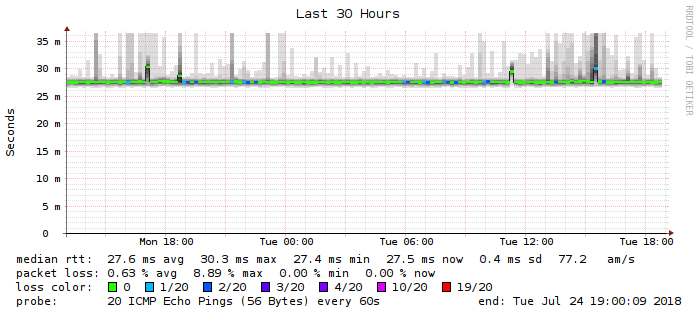 Last 30 Hours
RRDTOOL / TOBI OETIKER
Seconds
35 m
30 m
25 m
20 m
15 m
10 m
5 m
0
Mon 18:00 Tue 00:00 Tue 06:00 Tue 12:00 Tue 18:00
median rtt: 27.6 ms avg 30.3 ms max 27.4 ms min 27.5 ms now 0.4 ms sd 77.2 am/s
packet loss: 0.63 % avg 8.89 % max 0.00 % min 0.00 % now
loss color: 0 1/20 2/20 3/20 4/20 10/20 19/20
probe: 20 ICMP Echo Pings (56 Bytes) every 60s end: Tue Jul 24 19:00:09 2018